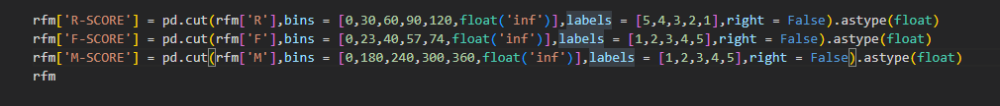 rfm['R-SCORE'] = pd.cut(rfm['R'],bins = [0,30,60,90,120,float('inf')],labels = [5,4,3,2,1],right = False).astype(float)
rfm['F-SCORE'] = pd.cut(rfm['F'],bins = [0,23,40,57,74,float('inf')],labels = [1,2,3,4,5],right = False).astype(float)
rfm['M-SCORE'] = pd.cut(rfm['M'],bins = [0,180,240,300,360,float('inf')],labels = [1,2,3,4,5],right = False).astype(float)
rfm